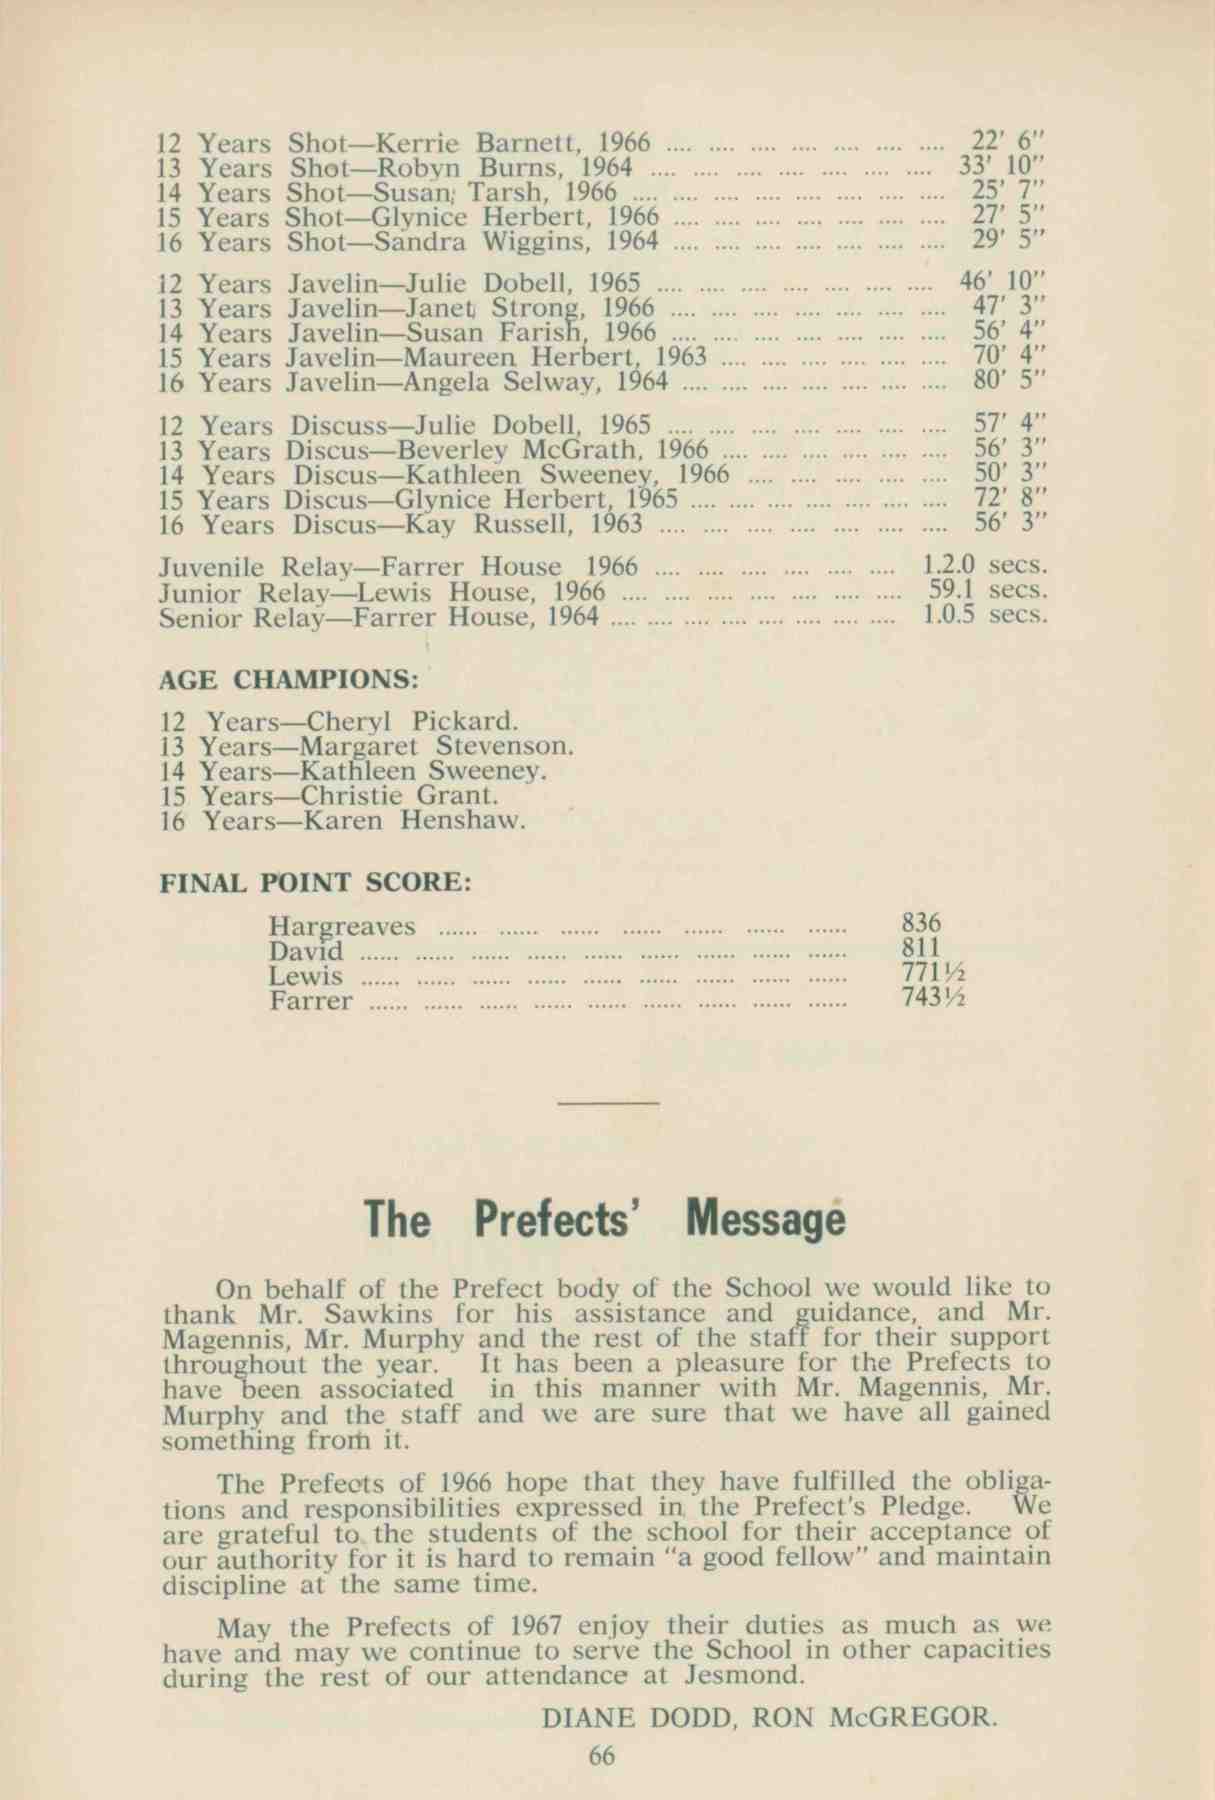 12 Years Shot—Kerrie Barnett, 1966 .... .... .... .... .... .... .... 22' 6"
13 Years Shot—Robyn Burns, 1964 .... .... .... .... .... .... .... 33' 10"
14 Years Shot—Susan; Tarsh, 1966 .... .... .... .... .... .... .... .... 25' 7"
15 Years Shot—Glynice Herbert, 1966 .... .... .... .... .... .... .... 27' 5"
16 Years Shot—Sandra Wiggins, 1964 .... .... .... .... .... .... .... 29' 5"
12 Years Javelin—Julie Dobell, 1965 .... .... .... .... .... .... .... 46' 10"
13 Years Javelin—Janet, Strong, 1966 .... .... .... .... .... .... .... 47' 3"
14 Years Javelin—Susan Farish, 1966 .... .... .... .... .... .... .... 56' 4"
15 Years Javelin—Maureen Herbert, 1963 .... .... .... .... .... .... 70' 4"
16 Years Javelin—Angela Selway, 1964 .... .... .... .... .... .... .... 80' 5"
12 Years Discuss—Julie Dobell, 1965 .... .... .... .... .... .... .... 57' 4"
13 Years Discus—Beverley McGrath, 1966 .... .... .... .... .... .... 56' 3"
14 Years Discus—Kathleen Sweeney, 1966 .... .... .... .... .... 50' 3"
15 Years Discus—Glynice Herbert, 1965 .... .... .... .... .... .... .... 72' 8"
16 Years Discus—Kay Russell, 1963 .... .... .... .... .... .... .... 56' 3"
Juvenile Relay—Farrer House 1966 .... .... .... .... .... .... 1.2.0 secs.
Junior Relay—Lewis House, 1966 .... .... .... .... .... .... .... 59.1 secs.
Senior Relay—Farrer House, 1964 .... .... .... .... .... .... .... .... 1.0.5 secs.
AGE CHAMPIONS:
12 Years—Cheryl Pickard.
13 Years—Margaret Stevenson.
14 Years—Kathleen Sweeney.
15 Years—Christie Grant.
16 Years—Karen Henshaw.
FINAL POINT SCORE:
Hargreaves ...... ...... ...... ...... ...... ...... ...... 836
David ...... ...... ...... ...... ...... ...... ...... ...... ...... 811
Lewis ...... ...... ...... ...... ...... ...... ...... ...... ...... 771½
Farrer ...... ...... ...... ...... ...... ...... ...... ...... ...... 743½
The Prefects' Message
On behalf of the Prefect body of the School we would like to
thank Mr. Sawkins for his assistance and guidance, and Mr.
Magennis, Mr. Murphy and the rest of the staff for their support
throughout the year. It has been a pleasure for the Prefects to
have been associated in this manner with Mr. Magennis, Mr.
Murphy and the staff and we are sure that we have all gained
something from it.
The Prefects of 1966 hope that they have fulfilled the obliga-
tions and responsibilities expressed in the Prefect's Pledge. We
are grateful to the students of the school for their acceptance of
our authority for it is hard to remain "a good fellow" and maintain
discipline at the same time.
May the Prefects of 1967 enjoy their duties as much as we
have and may we continue to serve the School in other capacities
during the rest of our attendance at Jesmond.
DIANE DODD, RON McGREGOR.
66